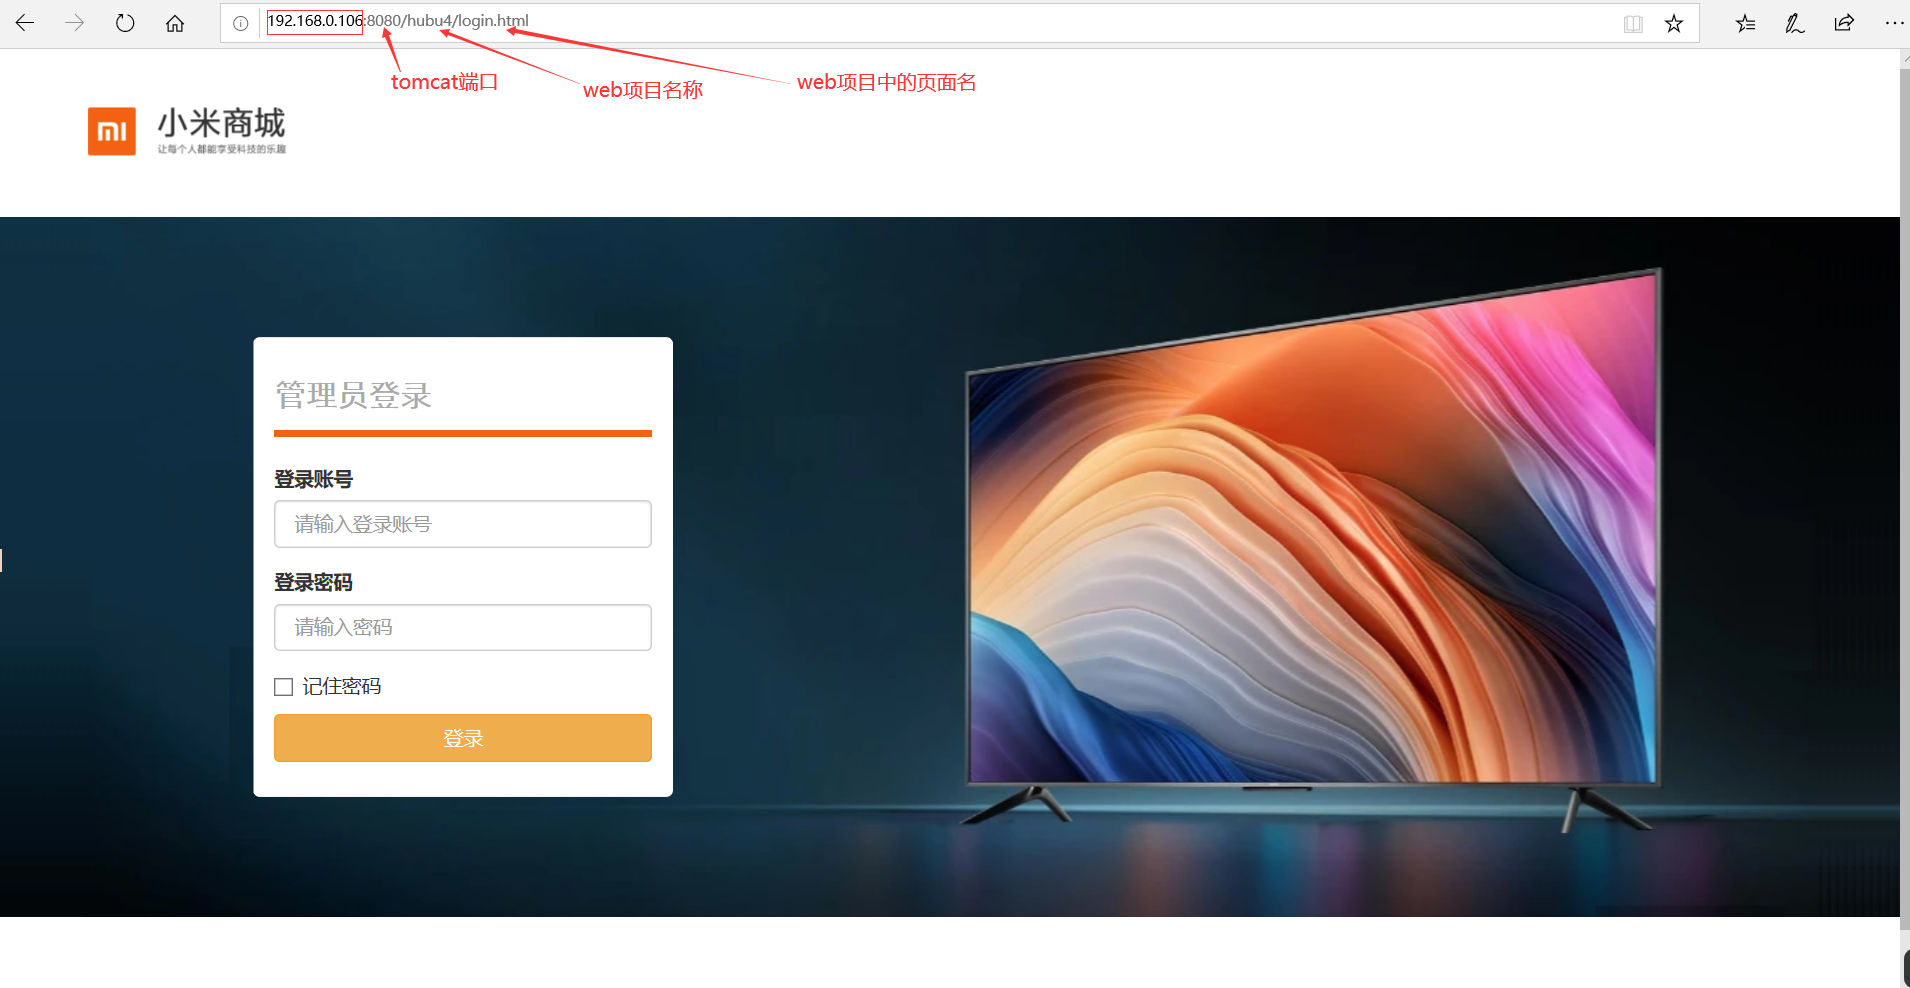 192.168.0.106:8080/hubu4/login.html
tomcat端口
web项目名称
web项目中的页面名
mi
小米商城
让每个人都能享受科技的乐趣
管理员登录
登录账号
请输入登录账号
登录密码
请输入密码
记住密码
登录